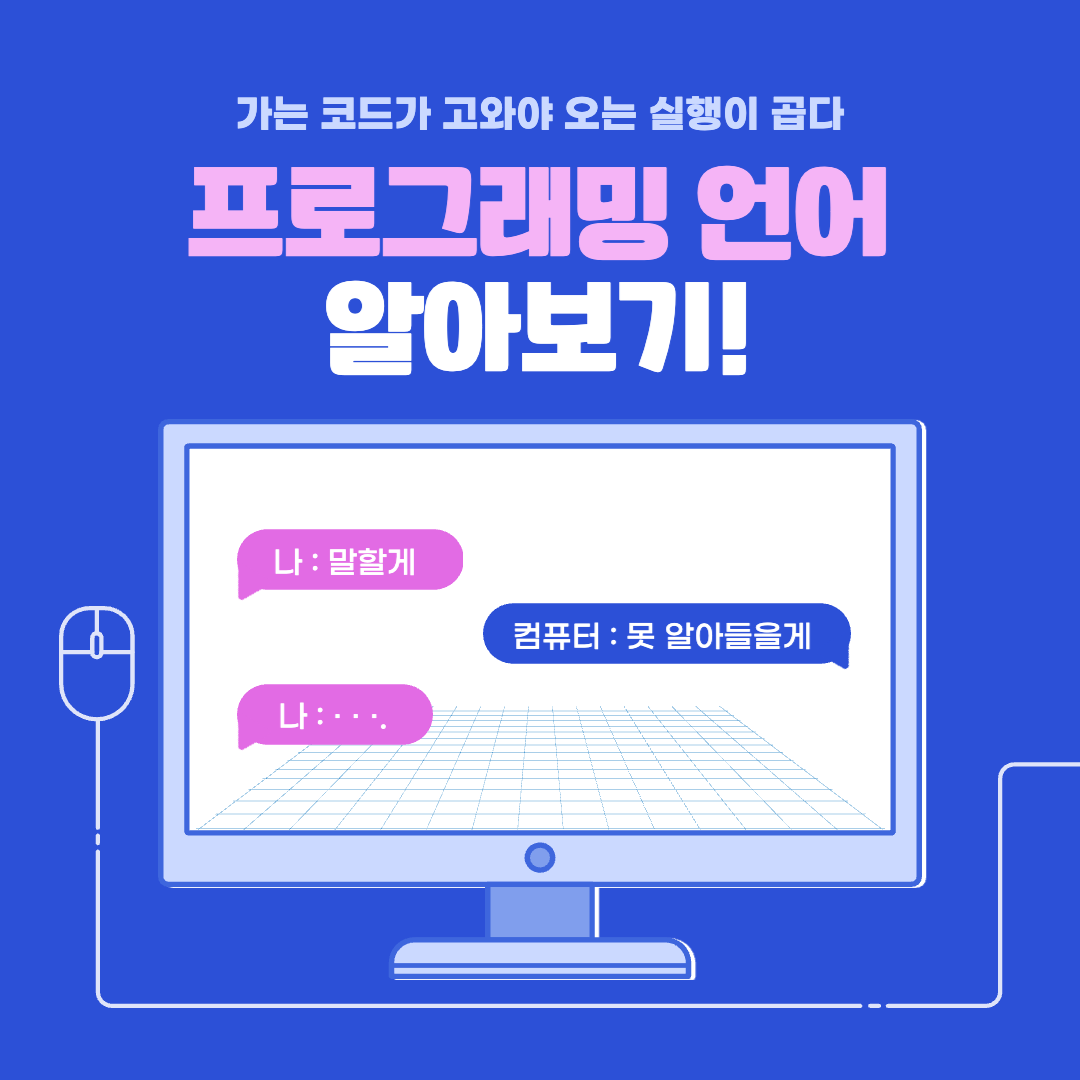 가는 코드가 고와야 오는 실행이 곱다
프로그래밍 언어
알아보기!
나 : 말할게
컴퓨터 : 못 알아들을게
나 : · · ·.